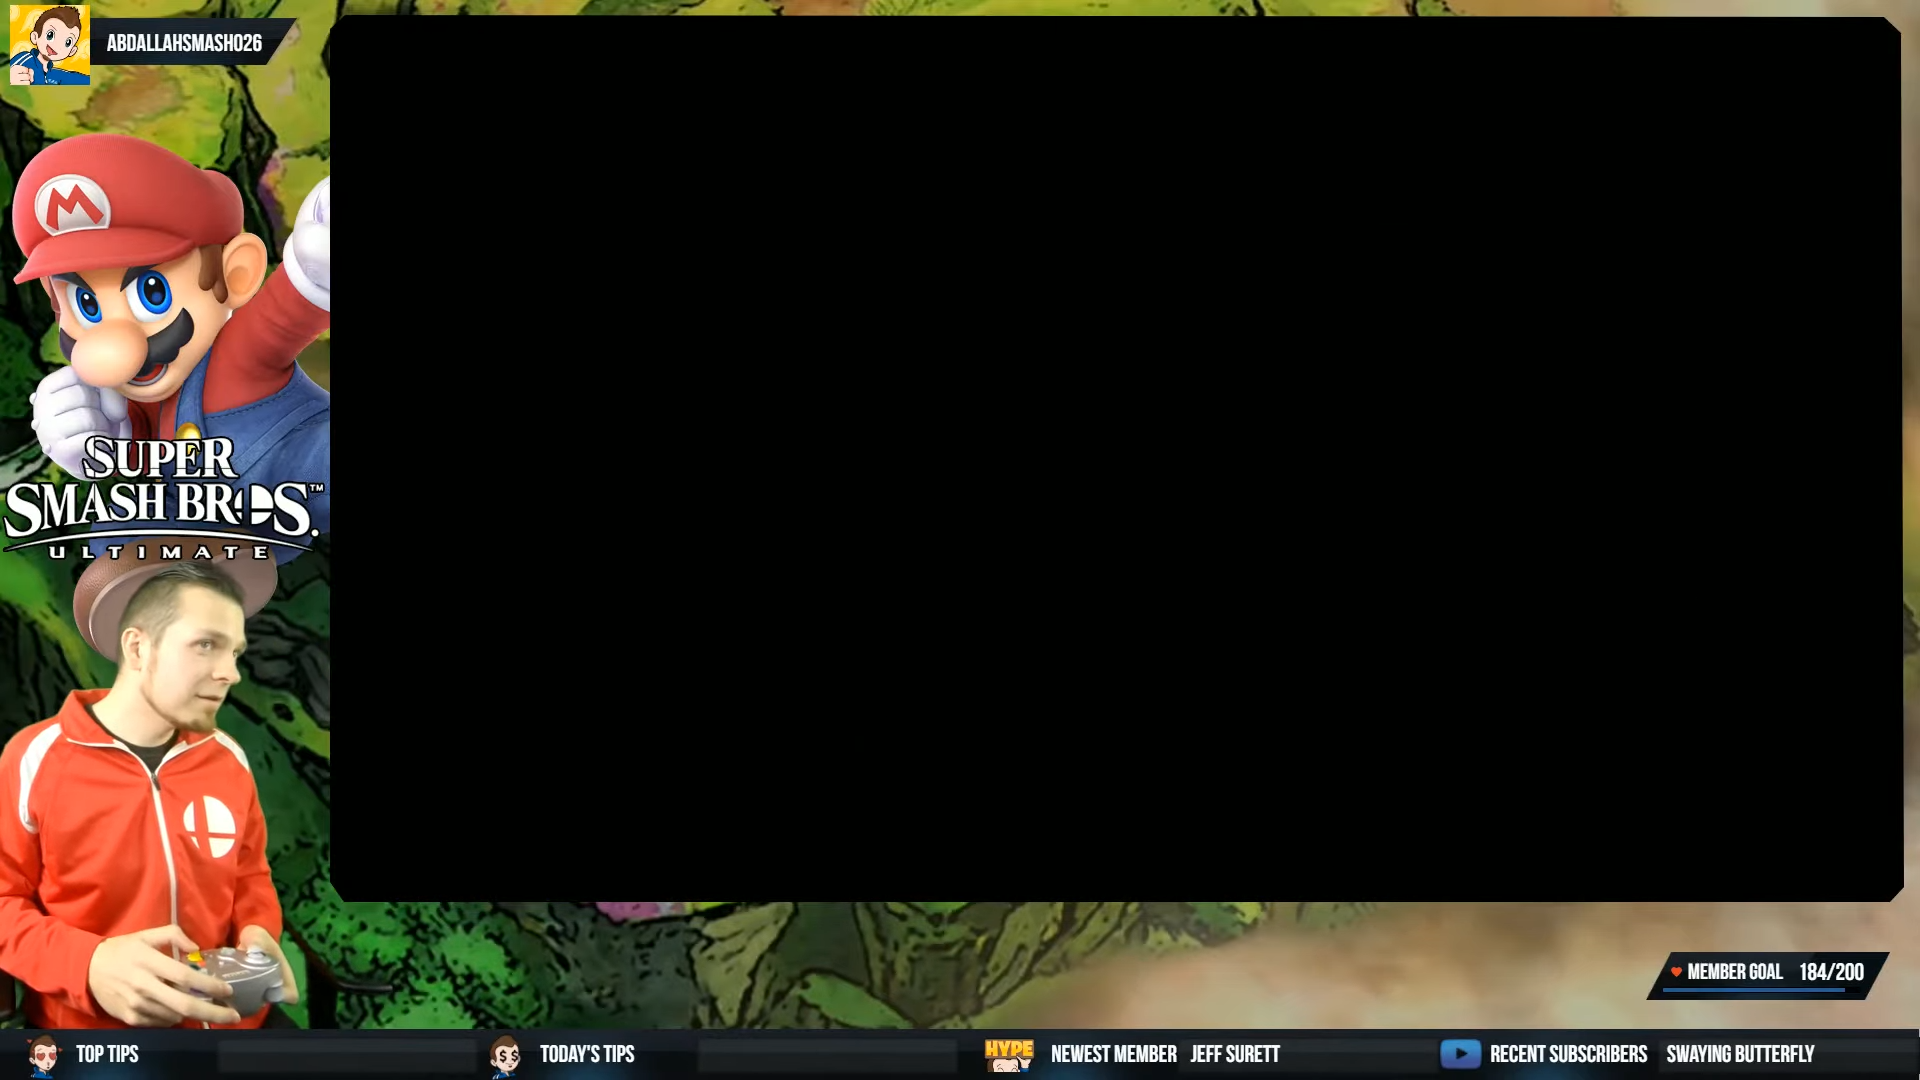 ABDALLAHSMASH026
M
SUPER
SMASH BROS.™
ULTIMATE
MEMBER GOAL 184/200
TOP TIPS
TODAY'S TIPS
HYPE
NEWEST MEMBER JEFF SURETT
RECENT SUBSCRIBERS SWAYING BUTTERFLY